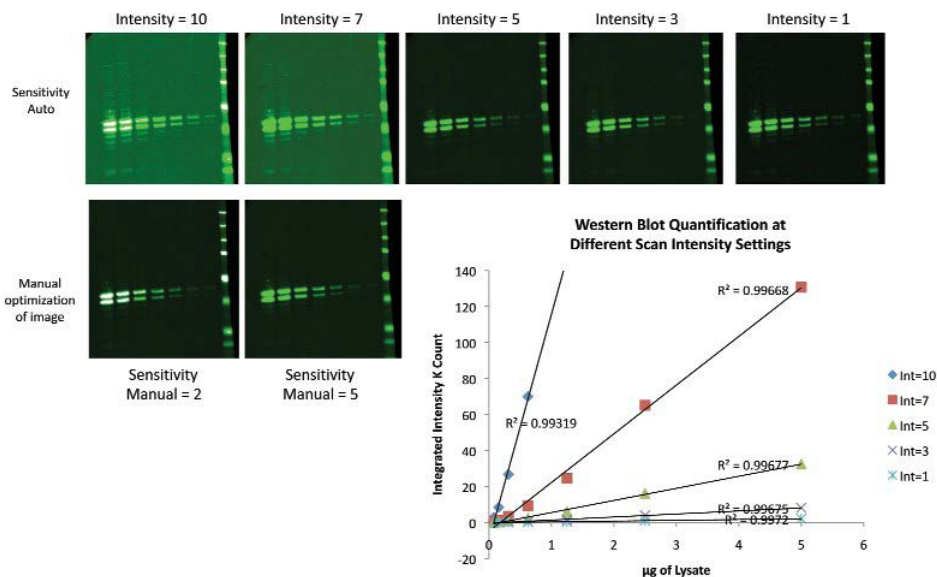 Intensity = 10
Intensity = 7
Intensity = 5
Intensity = 3
Intensity = 1
Sensitivity
Auto
Manual
optimization
of image
Sensitivity
Manual = 2
Sensitivity
Manual = 5
Western Blot Quantification at
Different Scan Intensity Settings
Integrated Intensity K Count
140
120
100
80
60
40
20
0
-20
0
1
2
3
4
5
6
µg of Lysate
R² = 0.99668
R² = 0.99319
R² = 0.99677
R² = 0.99675
R² = 0.9972
Int=10
Int=7
Int=5
Int=3
Int=1